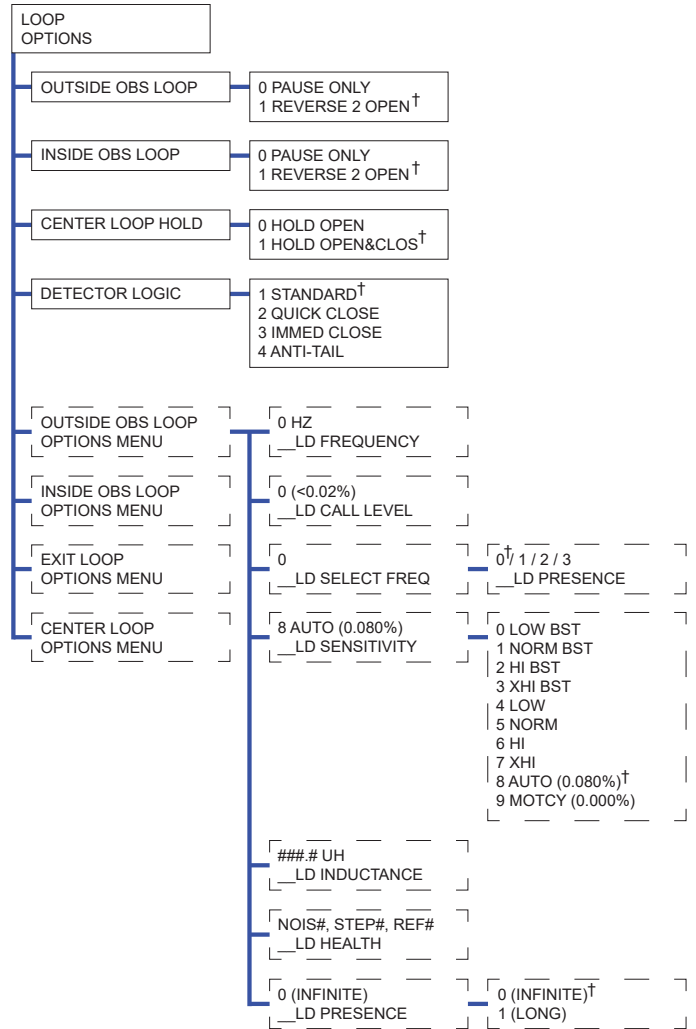 LOOP
OPTIONS
OUTSIDE OBS LOOP
0 PAUSE ONLY
1 REVERSE 2 OPEN†
INSIDE OBS LOOP
0 PAUSE ONLY
1 REVERSE 2 OPEN†
CENTER LOOP HOLD
0 HOLD OPEN
1 HOLD OPEN&CLOS†
DETECTOR LOGIC
1 STANDARD†
2 QUICK CLOSE
3 IMMED CLOSE
4 ANTI-TAIL
OUTSIDE OBS LOOP
OPTIONS MENU
0 HZ
__LD FREQUENCY
INSIDE OBS LOOP
OPTIONS MENU
0 (<0.02%)
__LD CALL LEVEL
EXIT LOOP
OPTIONS MENU
0
__LD SELECT FREQ
0†/ 1 / 2 / 3
__LD PRESENCE
CENTER LOOP
OPTIONS MENU
8 AUTO (0.080%)
__LD SENSITIVITY
0 LOW BST
1 NORM BST
2 HI BST
3 XHI BST
4 LOW
5 NORM
6 HI
7 XHI
8 AUTO (0.080%)†
9 MOTCY (0.000%)
###.# UH
__LD INDUCTANCE
NOIS#, STEP#, REF#
__LD HEALTH
0 (INFINITE)
__LD PRESENCE
0 (INFINITE)†
1 (LONG)